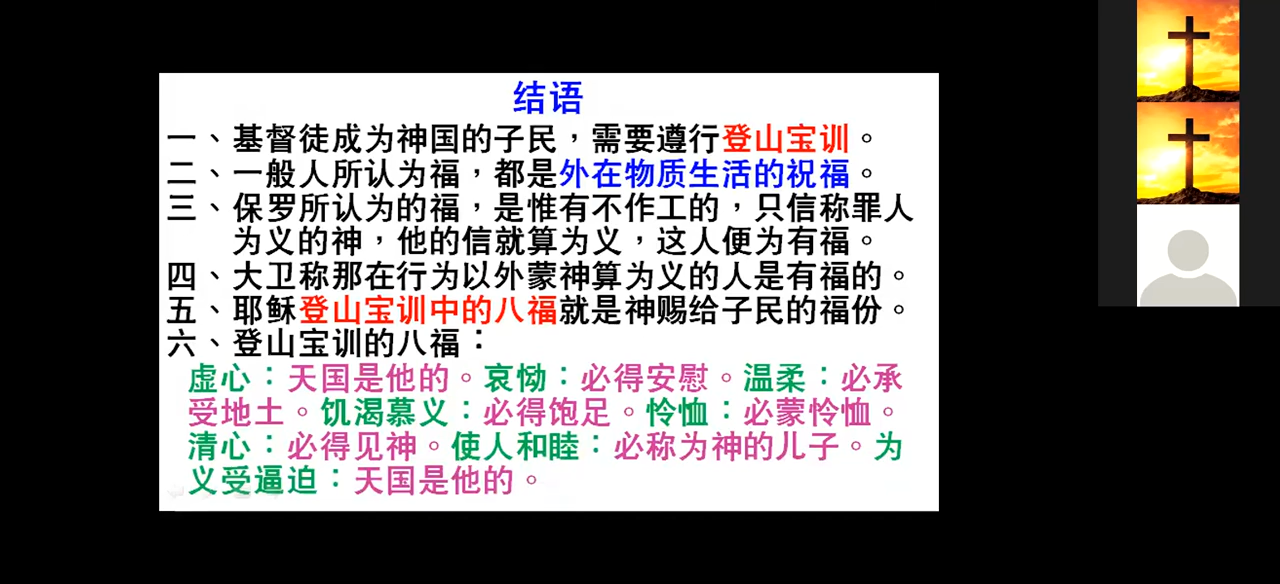 结语
一、基督徒成为神国的子民，需要遵行登山宝训。
二、一般人所认为福，都是外在物质生活的祝福。
三、保罗所认为的福，是惟有不作工的，只信称罪人
为义的神，他的信就算为义，这人便为有福。
四、大卫称那在行为以外蒙神算为义的人是有福的。
五、耶稣登山宝训中的八福就是神赐给子民的福份。
六、登山宝训的八福：
虚心：天国是他的。哀恸：必得安慰。温柔：必承
受地土。饥渴慕义：必得饱足。怜恤：必蒙怜恤。
清心：必得见神。使人和睦：必称为神的儿子。为
义受逼迫：天国是他的。